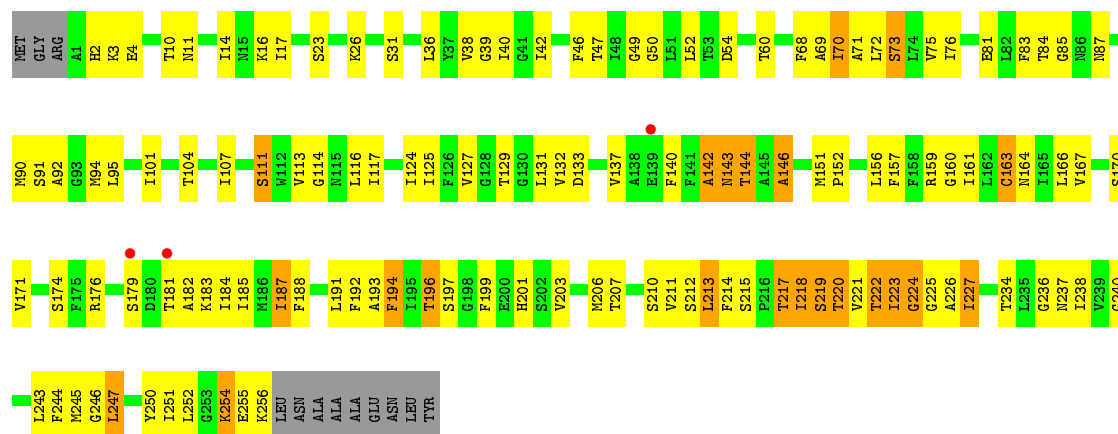 MET GLY ARG A1 H2 K3 E4 T10 N11 I14 N15 K16 I17 S23 K26 S31 L36 Y37 V38 G39 I40 G41 I42 F46 T47 I48 G49 G50 L51 L52 T53 D54 T60 F68 A69 I70 A71 L72 S73 L74 V75 I76 E81 L82 F83 T84 G85 N86 N87
M90 S91 A92 G93 M94 L95 I101 T104 I107 S111 W112 V113 G114 N115 L116 I117 I124 I125 F126 V127 G128 T129 G130 L131 V132 D133 V137 A138 E139 F140 F141 A142 N143 T144 A145 A146 M151 P152 L156 F157 F158 R159 G160 I161 L162 C163 N164 I165 L166 V167 S170
V171 S174 F175 R176 S179 D180 T181 A182 K183 I184 I185 M186 I187 F188 L191 F192 A193 F194 I195 T196 S197 G198 F199 E200 H201 S202 V203 M206 T207 S210 V211 S212 L213 F214 S215 P216 T217 I218 S219 T220 V221 T222 I223 G224 G225 A226 I227 T234 L235 G236 N237 I238 V239 G240
L243 F244 M245 G246 L247 Y250 I251 L252 G253 K254 E255 K256 LEU ASN ALA ALA ALA GLU ASN LEU TYR